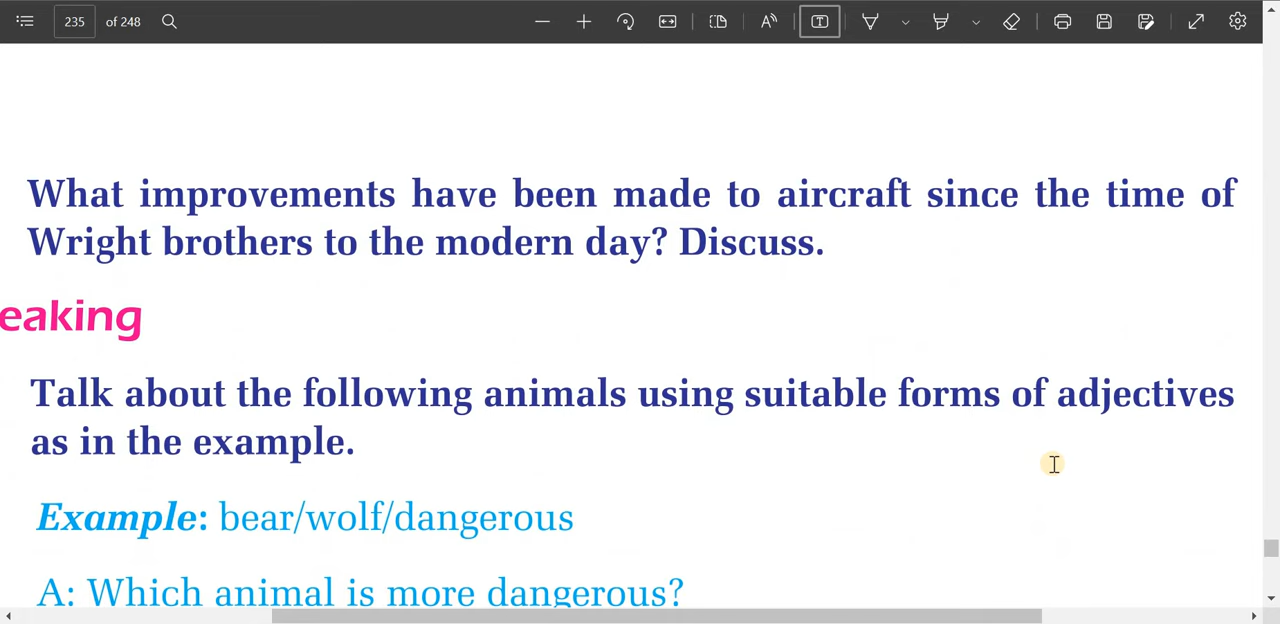 235 of 248
What improvements have been made to aircraft since the time of
Wright brothers to the modern day? Discuss.
eaking
Talk about the following animals using suitable forms of adjectives
as in the example.
Example: bear/wolf/dangerous
A: Which animal is more dangerous?